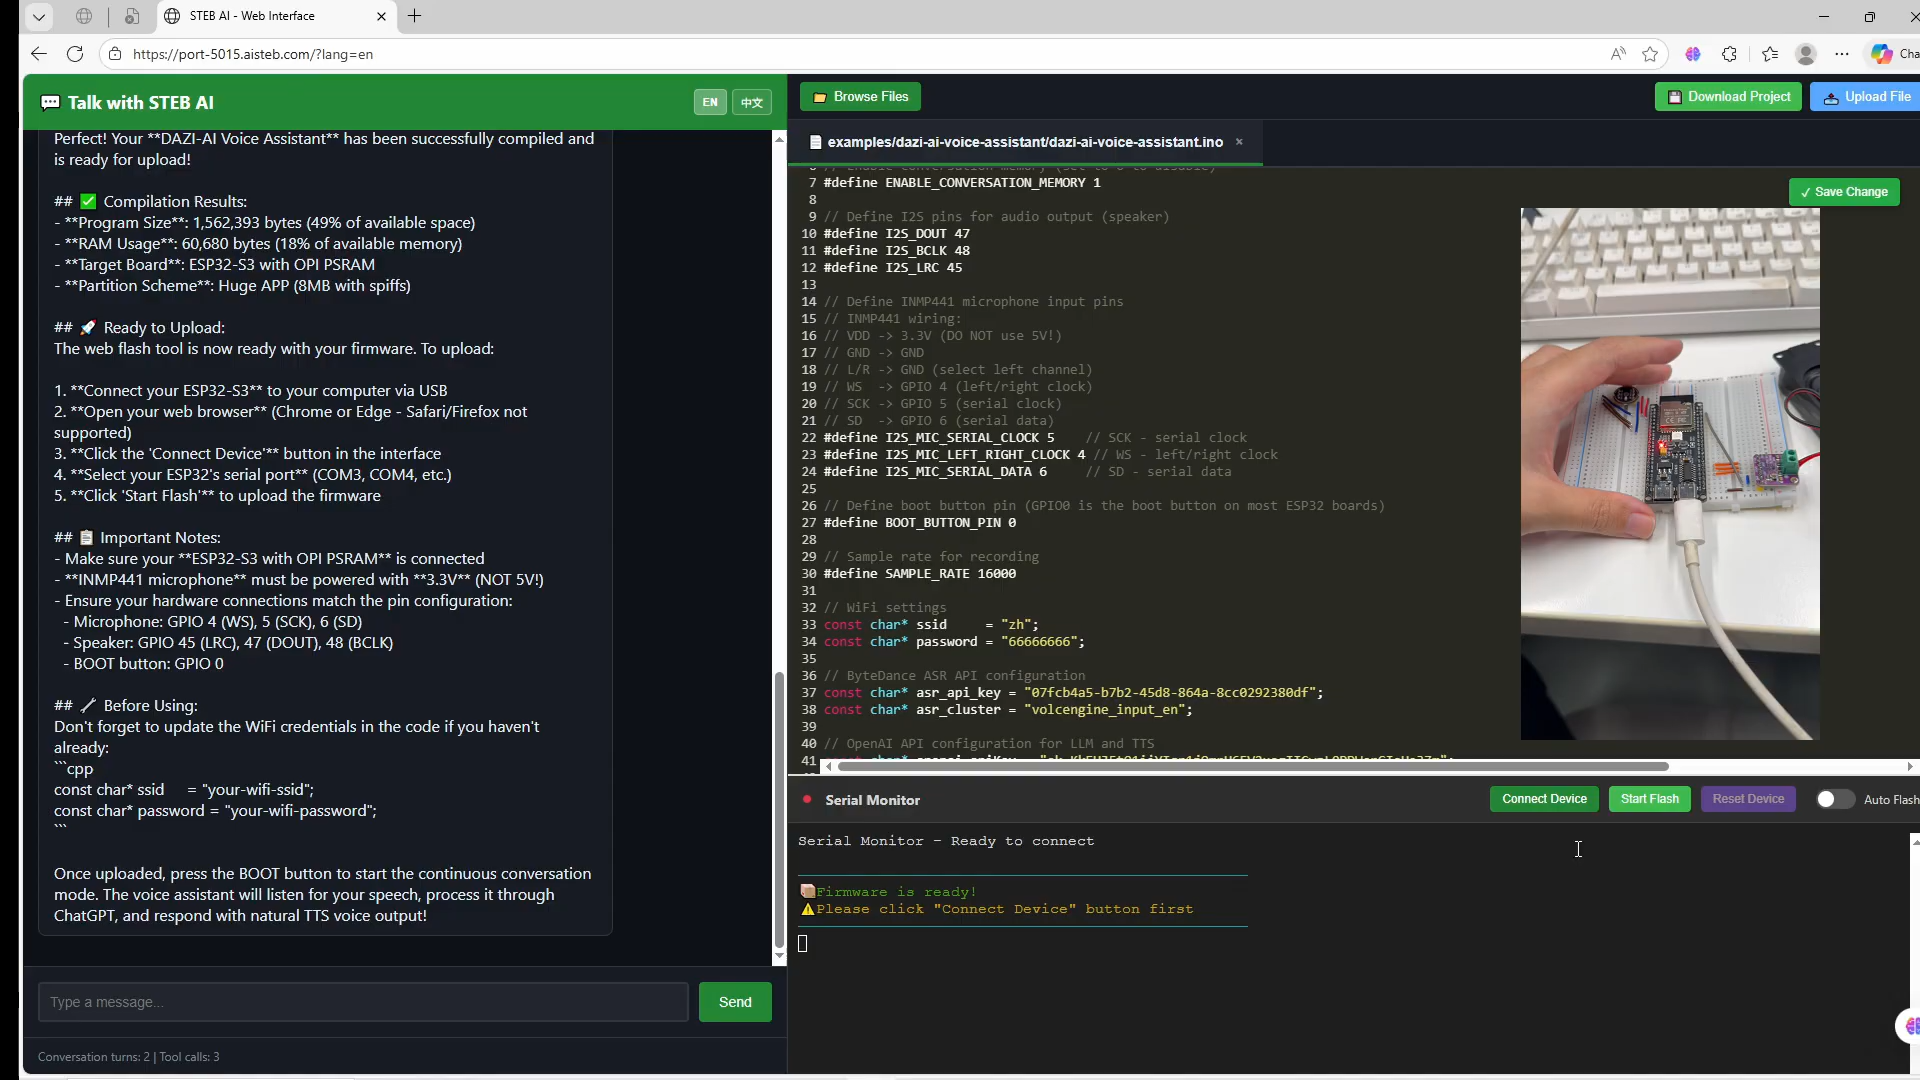 STEB AI - Web Interface
https://port-5015.aisteb.com/?lang=en
Talk with STEB AI
EN
中文
Perfect! Your **DAZI-AI Voice Assistant** has been successfully compiled and
is ready for upload!
## ✅ Compilation Results:
- **Program Size**: 1,562,393 bytes (49% of available space)
- **RAM Usage**: 60,680 bytes (18% of available memory)
- **Target Board**: ESP32-S3 with OPI PSRAM
- **Partition Scheme**: Huge APP (8MB with spiffs)
## 🚀 Ready to Upload:
The web flash tool is now ready with your firmware. To upload:
1. **Connect your ESP32-S3** to your computer via USB
2. **Open your web browser** (Chrome or Edge - Safari/Firefox not
supported)
3. **Click the 'Connect Device'** button in the interface
4. **Select your ESP32's serial port** (COM3, COM4, etc.)
5. **Click 'Start Flash'** to upload the firmware
## 📋 Important Notes:
- Make sure your **ESP32-S3 with OPI PSRAM** is connected
- **INMP441 microphone** must be powered with **3.3V** (NOT 5V!)
- Ensure your hardware connections match the pin configuration:
- Microphone: GPIO 4 (WS), 5 (SCK), 6 (SD)
- Speaker: GPIO 45 (LRC), 47 (DOUT), 48 (BCLK)
- BOOT button: GPIO 0
## 🔧 Before Using:
Don't forget to update the WiFi credentials in the code if you haven't
already:
```cpp
const char* ssid     = "your-wifi-ssid";
const char* password = "your-wifi-password";
```
Once uploaded, press the BOOT button to start the continuous conversation
mode. The voice assistant will listen for your speech, process it through
ChatGPT, and respond with natural TTS voice output!
Type a message...
Send
Conversation turns: 2 | Tool calls: 3
Browse Files
Download Project
Upload File
examples/dazi-ai-voice-assistant/dazi-ai-voice-assistant.ino
✓ Save Change
7 #define ENABLE_CONVERSATION_MEMORY 1
8
9 // Define I2S pins for audio output (speaker)
10 #define I2S_DOUT 47
11 #define I2S_BCLK 48
12 #define I2S_LRC 45
13
14 // Define INMP441 microphone input pins
15 // INMP441 wiring:
16 // VDD -> 3.3V (DO NOT use 5V!)
17 // GND -> GND
18 // L/R -> GND (select left channel)
19 // WS  -> GPIO 4 (left/right clock)
20 // SCK -> GPIO 5 (serial clock)
21 // SD  -> GPIO 6 (serial data)
22 #define I2S_MIC_SERIAL_CLOCK 5    // SCK - serial clock
23 #define I2S_MIC_LEFT_RIGHT_CLOCK 4 // WS - left/right clock
24 #define I2S_MIC_SERIAL_DATA 6     // SD - serial data
25
26 // Define boot button pin (GPIO0 is the boot button on most ESP32 boards)
27 #define BOOT_BUTTON_PIN 0
28
29 // Sample rate for recording
30 #define SAMPLE_RATE 16000
31
32 // WiFi settings
33 const char* ssid     = "zh";
34 const char* password = "66666666";
35
36 // ByteDance ASR API configuration
37 const char* asr_api_key = "07fcb4a5-b7b2-45d8-864a-8cc0292380df";
38 const char* asr_cluster = "volcengine_input_en";
39
40 // OpenAI API configuration for LLM and TTS
41
Serial Monitor
Connect Device
Start Flash
Reset Device
Auto Flash
Serial Monitor - Ready to connect
Firmware is ready!
Please click "Connect Device" button first